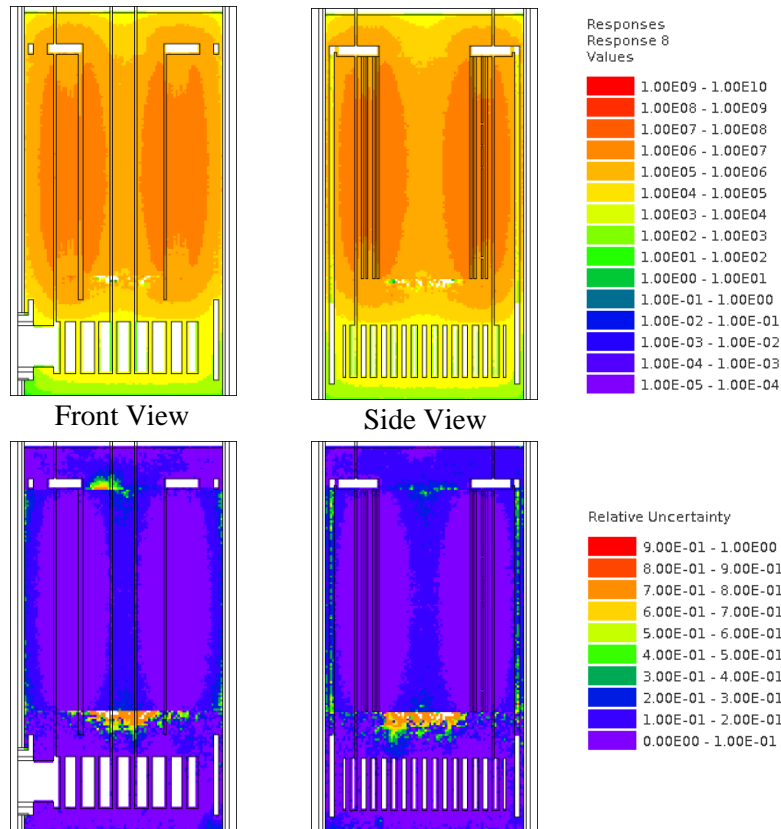 Responses
Response 8
Values
1.00E09 - 1.00E10
1.00E08 - 1.00E09
1.00E07 - 1.00E08
1.00E06 - 1.00E07
1.00E05 - 1.00E06
1.00E04 - 1.00E05
1.00E03 - 1.00E04
1.00E02 - 1.00E03
1.00E01 - 1.00E02
1.00E00 - 1.00E01
1.00E-01 - 1.00E00
1.00E-02 - 1.00E-01
1.00E-03 - 1.00E-02
1.00E-04 - 1.00E-03
1.00E-05 - 1.00E-04
Front View
Side View
Relative Uncertainty
9.00E-01 - 1.00E00
8.00E-01 - 9.00E-01
7.00E-01 - 8.00E-01
6.00E-01 - 7.00E-01
5.00E-01 - 6.00E-01
4.00E-01 - 5.00E-01
3.00E-01 - 4.00E-01
2.00E-01 - 3.00E-01
1.00E-01 - 2.00E-01
0.00E00 - 1.00E-01